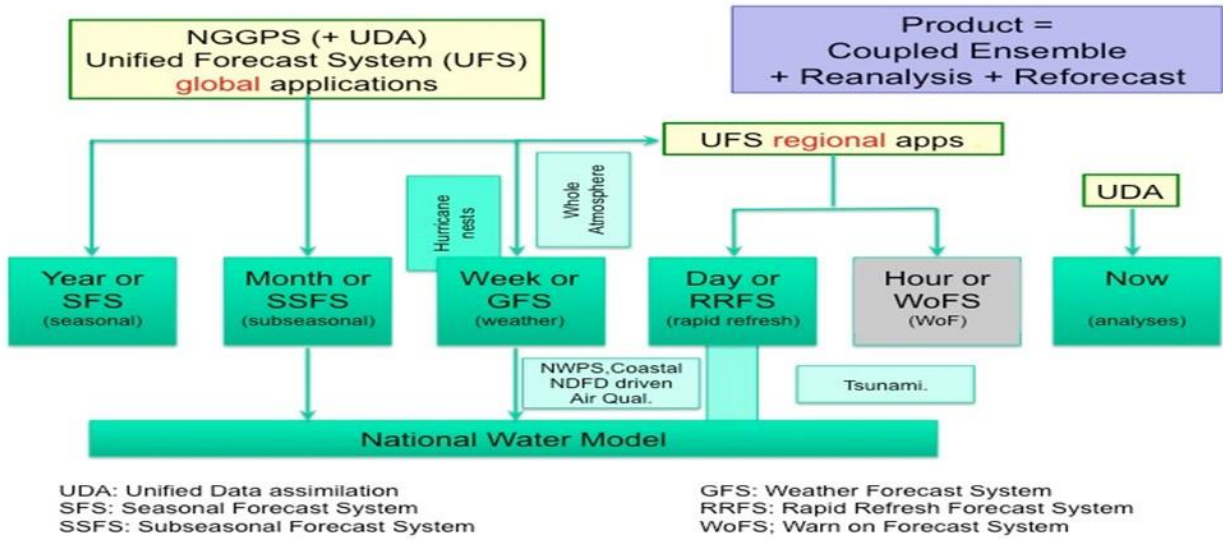 NGGPS (+ UDA)
Unified Forecast System (UFS)
global applications
Product =
Coupled Ensemble
+ Reanalysis + Reforecast
UFS regional apps
UDA
Hurricane
nests
Whole
Atmosphere
Year or
SFS
(seasonal)
Month or
SSFS
(subseasonal)
Week or
GFS
(weather)
Day or
RRFS
(rapid refresh)
Hour or
WoFS
(WoF)
Now
(analyses)
NWPS,Coastal
NDFD driven
Air Qual.
Tsunami.
National Water Model
UDA: Unified Data assimilation
SFS: Seasonal Forecast System
SSFS: Subseasonal Forecast System
GFS: Weather Forecast System
RRFS: Rapid Refresh Forecast System
WoFS; Warn on Forecast System